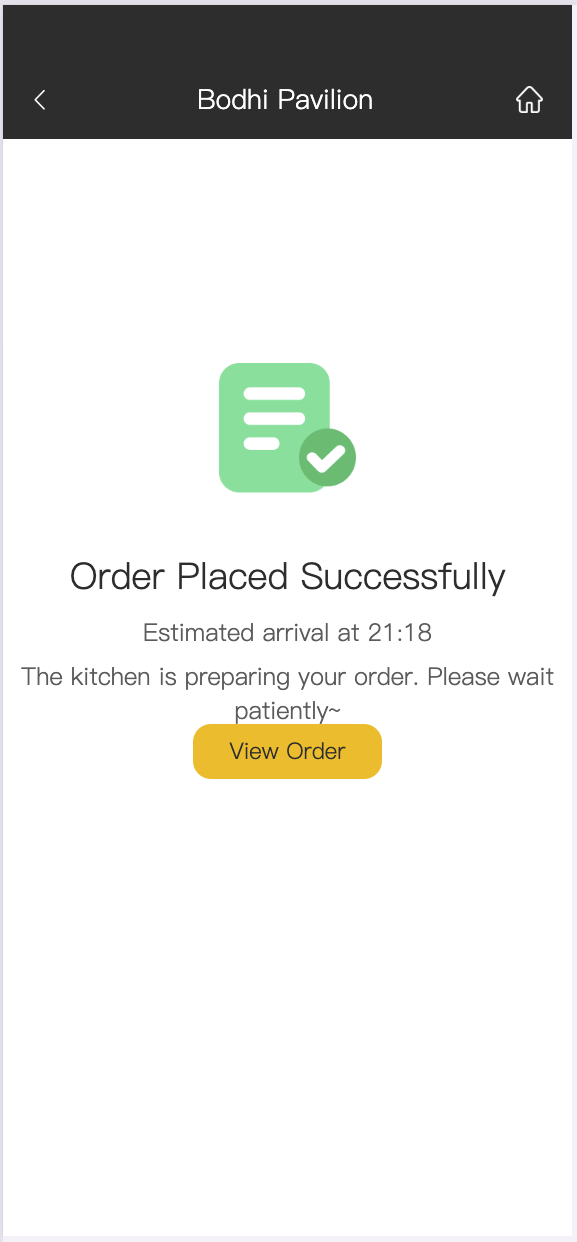 Bodhi Pavilion
Order Placed Successfully
Estimated arrival at 21:18
The kitchen is preparing your order. Please wait
patiently~
View Order